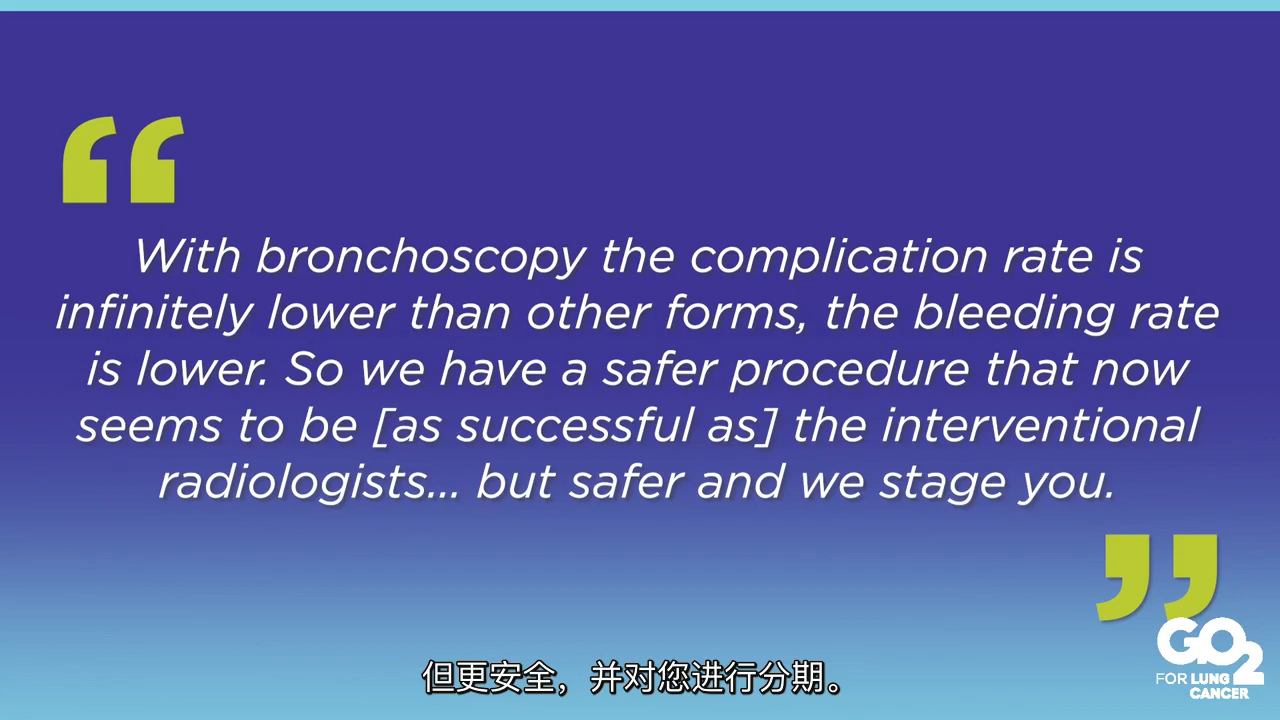 “
With bronchoscopy the complication rate is
infinitely lower than other forms, the bleeding rate
is lower. So we have a safer procedure that now
seems to be [as successful as] the interventional
radiologists... but safer and we stage you.
”
GO2
FOR LUNG
CANCER
但更安全，并对您进行分期。